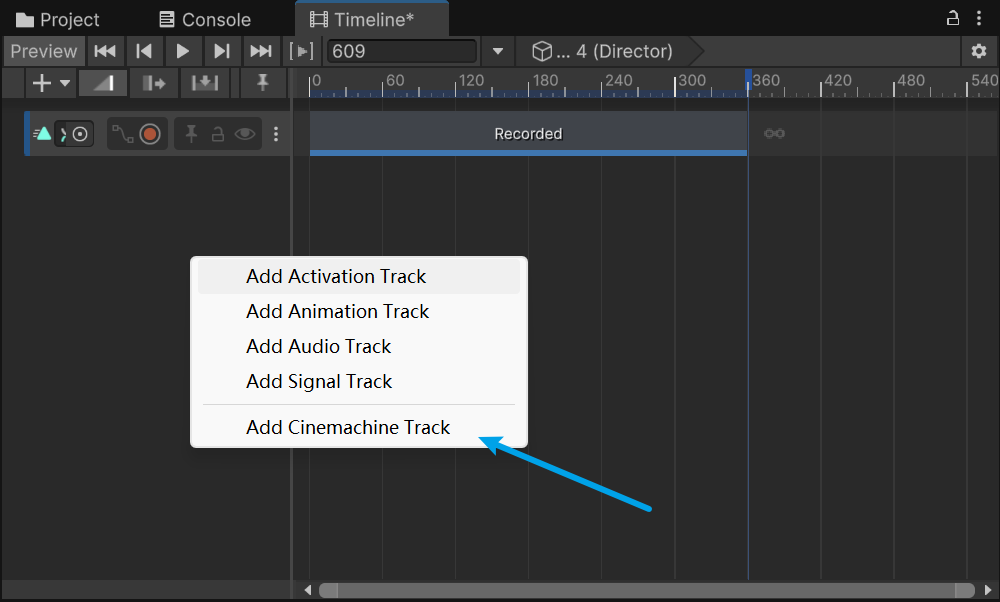 Project Console Timeline*
Preview 609 ... 4 (Director)
0 60 120 180 240 300 360 420 480 540
Recorded
Add Activation Track
Add Animation Track
Add Audio Track
Add Signal Track
Add Cinemachine Track